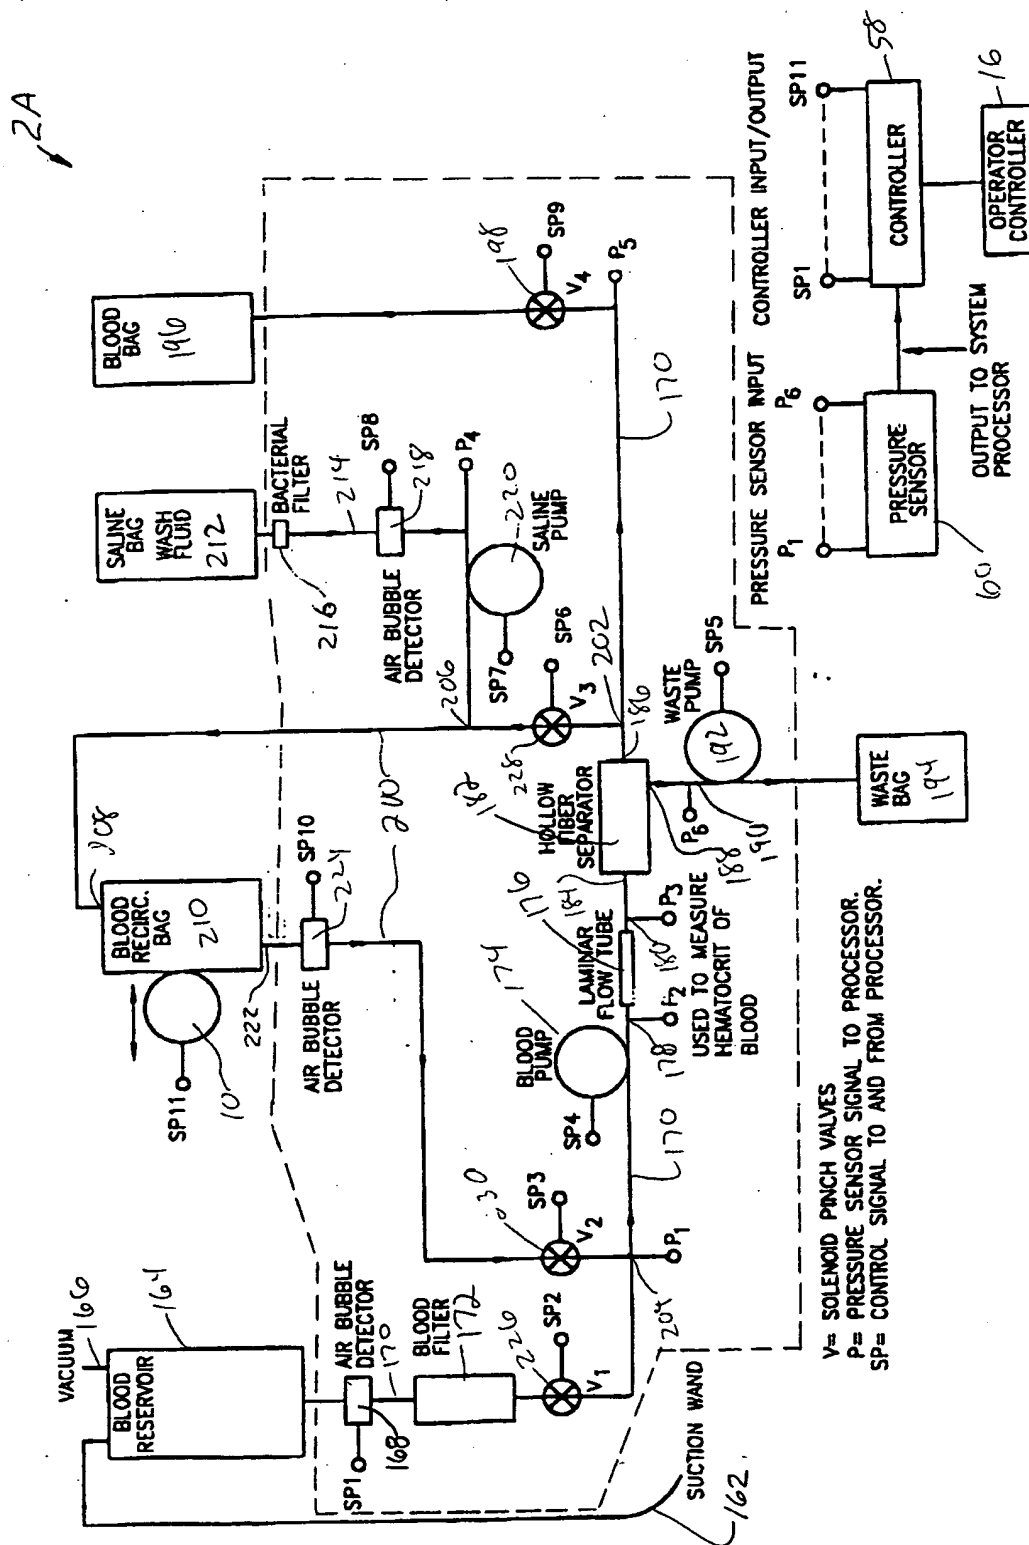 2A
VACUUM
166
BLOOD
RESERVOIR
164
SP1
168
AIR BUBBLE
DETECTOR
170
BLOOD
FILTER
172
226
V1
SP2
SUCTION WAND
162
SP11
10
BLOOD
RECIRC.
BAG
210
208
222
AIR BUBBLE
DETECTOR
SP10
224
200
V2
SP3
P1
204
SP4
BLOOD
PUMP
174
170
178
P2
LAMINAR
FLOW TUBE
176
180
P3
USED TO MEASURE
HEMATOCRIT OF
BLOOD
184
182
HOLLOW
FIBER
SEPARATOR
186
188
190
P6
WASTE
PUMP
192
SP5
WASTE
BAG
194
202
228
V3
SP6
206
SP7
SALINE
PUMP
220
P4
SALINE
BAG
WASH
FLUID
212
BACTERIAL
FILTER
216
214
AIR BUBBLE
DETECTOR
SP8
218
BLOOD
BAG
196
198
SP9
V4
P5
170
PRESSURE SENSOR INPUT
P1
P6
PRESSURE
SENSOR
60
OUTPUT TO SYSTEM
PROCESSOR
CONTROLLER INPUT/OUTPUT
SP1
SP11
CONTROLLER
58
OPERATOR
CONTROLLER
16
V= SOLENOID PINCH VALVES
P= PRESSURE SENSOR SIGNAL TO PROCESSOR.
SP= CONTROL SIGNAL TO AND FROM PROCESSOR.